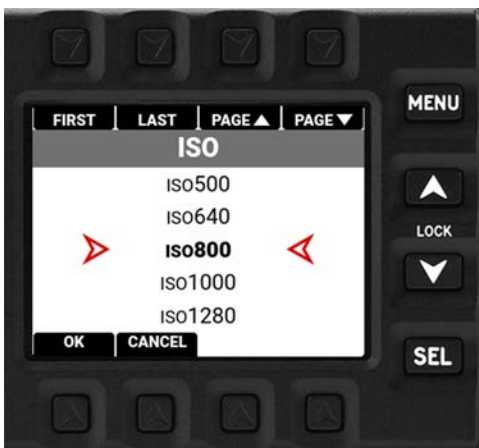 MENU
FIRST LAST PAGE▲ PAGE▼
ISO
ISO500
ISO640
LOCK
ISO800
ISO1000
ISO1280
OK CANCEL
SEL